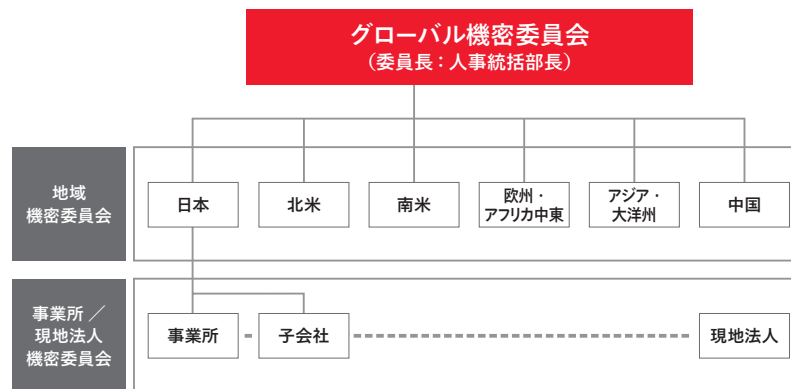 グローバル機密委員会
（委員長：人事統括部長）
地域
機密委員会
日本
北米
南米
欧州・
アフリカ中東
アジア・
大洋州
中国
事業所／
現地法人
機密委員会
事業所
子会社
現地法人